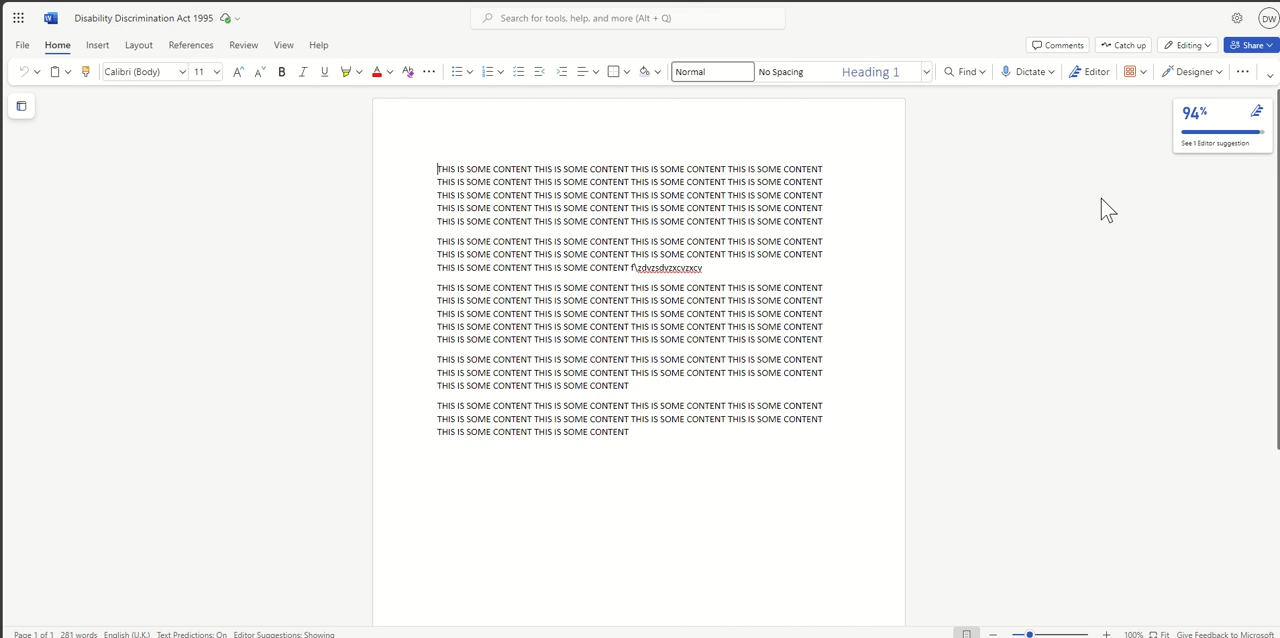 Disability Discrimination Act 1995
Search for tools, help, and more (Alt + Q)
DW
File Home Insert Layout References Review View Help
Comments Catch up Editing Share
Calibri (Body) 11 B I U Normal No Spacing Heading 1 Find Dictate Editor Designer
94%
See 1 Editor suggestion
THIS IS SOME CONTENT THIS IS SOME CONTENT THIS IS SOME CONTENT THIS IS SOME CONTENT
THIS IS SOME CONTENT THIS IS SOME CONTENT THIS IS SOME CONTENT THIS IS SOME CONTENT
THIS IS SOME CONTENT THIS IS SOME CONTENT THIS IS SOME CONTENT THIS IS SOME CONTENT
THIS IS SOME CONTENT THIS IS SOME CONTENT THIS IS SOME CONTENT THIS IS SOME CONTENT
THIS IS SOME CONTENT THIS IS SOME CONTENT THIS IS SOME CONTENT THIS IS SOME CONTENT
THIS IS SOME CONTENT THIS IS SOME CONTENT THIS IS SOME CONTENT THIS IS SOME CONTENT
THIS IS SOME CONTENT THIS IS SOME CONTENT THIS IS SOME CONTENT THIS IS SOME CONTENT
THIS IS SOME CONTENT THIS IS SOME CONTENT f\zdvzsdvzxcvzxcv
THIS IS SOME CONTENT THIS IS SOME CONTENT THIS IS SOME CONTENT THIS IS SOME CONTENT
THIS IS SOME CONTENT THIS IS SOME CONTENT THIS IS SOME CONTENT THIS IS SOME CONTENT
THIS IS SOME CONTENT THIS IS SOME CONTENT THIS IS SOME CONTENT THIS IS SOME CONTENT
THIS IS SOME CONTENT THIS IS SOME CONTENT THIS IS SOME CONTENT THIS IS SOME CONTENT
THIS IS SOME CONTENT THIS IS SOME CONTENT THIS IS SOME CONTENT THIS IS SOME CONTENT
THIS IS SOME CONTENT THIS IS SOME CONTENT THIS IS SOME CONTENT THIS IS SOME CONTENT
THIS IS SOME CONTENT THIS IS SOME CONTENT THIS IS SOME CONTENT THIS IS SOME CONTENT
THIS IS SOME CONTENT THIS IS SOME CONTENT
THIS IS SOME CONTENT THIS IS SOME CONTENT THIS IS SOME CONTENT THIS IS SOME CONTENT
THIS IS SOME CONTENT THIS IS SOME CONTENT THIS IS SOME CONTENT THIS IS SOME CONTENT
THIS IS SOME CONTENT THIS IS SOME CONTENT
Page 1 of 1 281 words English (U.K.) Text Predictions: On Editor Suggestions: Showing 100% Fit Give Feedback to Microsoft